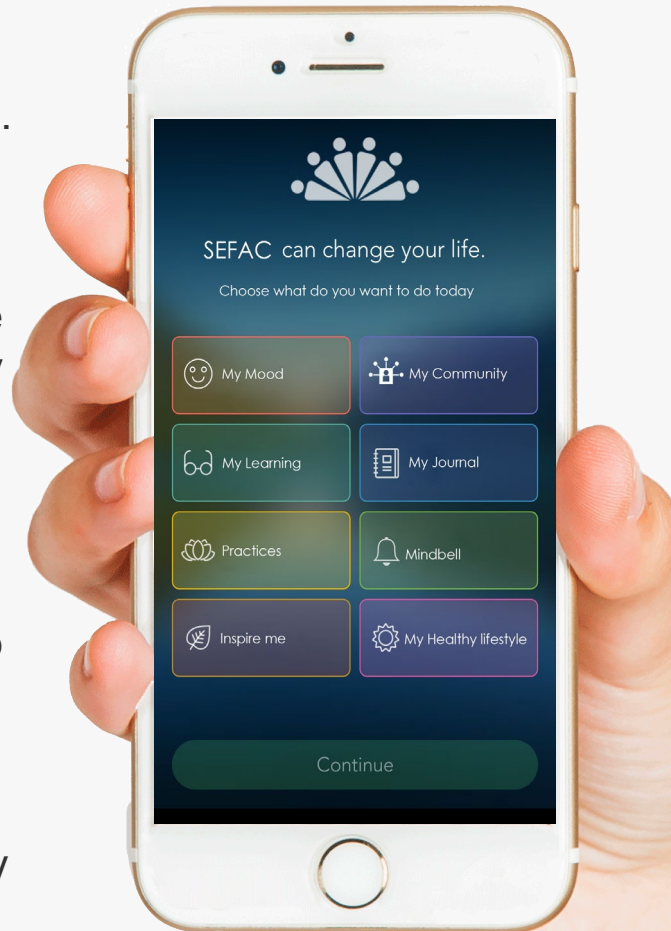 SEFAC can change your life.
Choose what do you want to do today
My Mood
My Community
My Learning
My Journal
Practices
Mindbell
Inspire me
My Healthy lifestyle
Continue